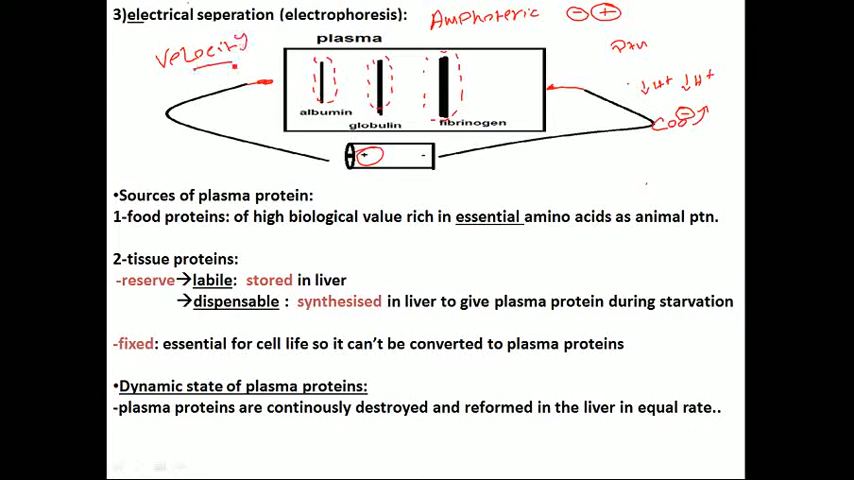 3)electrical seperation (electrophoresis):
Amphoteric - +
Velocity
plasma
ptn
↓H+ ↓H+
albumin
globulin
fibrinogen
Coo-
+ -
•Sources of plasma protein:
1-food proteins: of high biological value rich in essential amino acids as animal ptn.
2-tissue proteins:
-reserve→labile: stored in liver
→dispensable : synthesised in liver to give plasma protein during starvation
-fixed: essential for cell life so it can't be converted to plasma proteins
•Dynamic state of plasma proteins:
-plasma proteins are continously destroyed and reformed in the liver in equal rate..